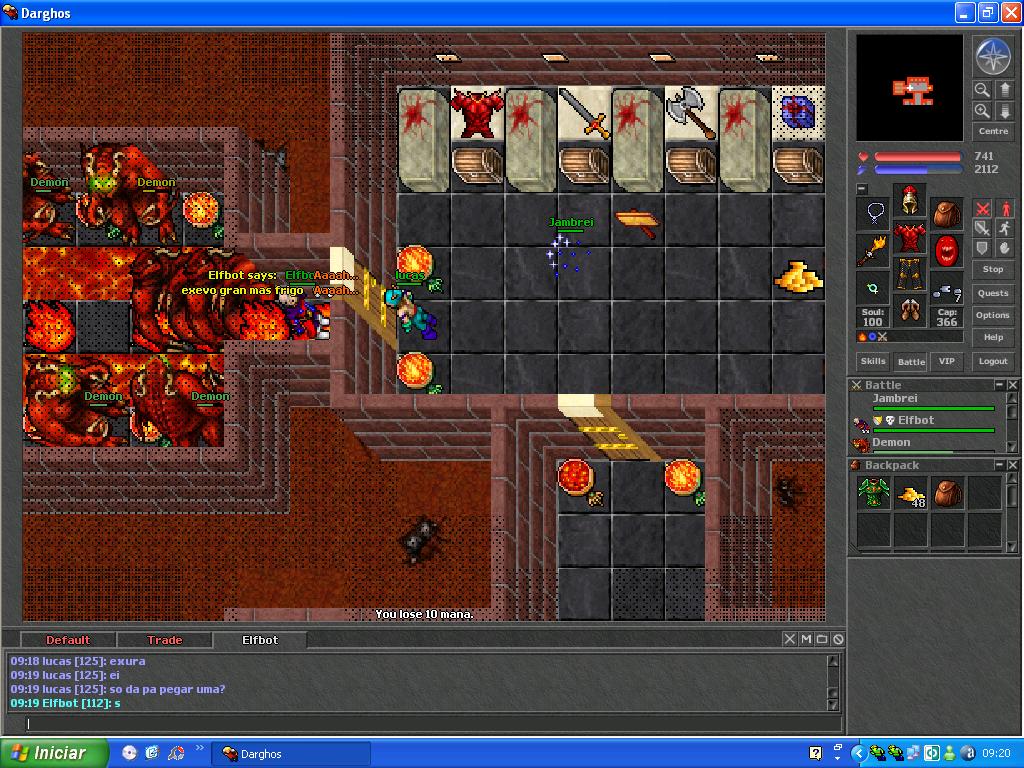 Darghos
Centre
741
2112
Demon
Demon
Jambrei
Elfbot says:
Aaaah...
lucas
exevo gran mas frigo
Aaaah...
7
Stop
Soul:
100
Cap:
366
Quests
Options
Help
Skills
Battle
VIP
Logout
Demon
Demon
Battle
Jambrei
Elfbot
Demon
Backpack
48
You lose 10 mana.
Default
Trade
Elfbot
09:18 lucas [125]: exura
09:19 lucas [125]: ei
09:19 lucas [125]: so da pa pegar uma?
09:19 Elfbot [112]: s
Iniciar
Darghos
09:20